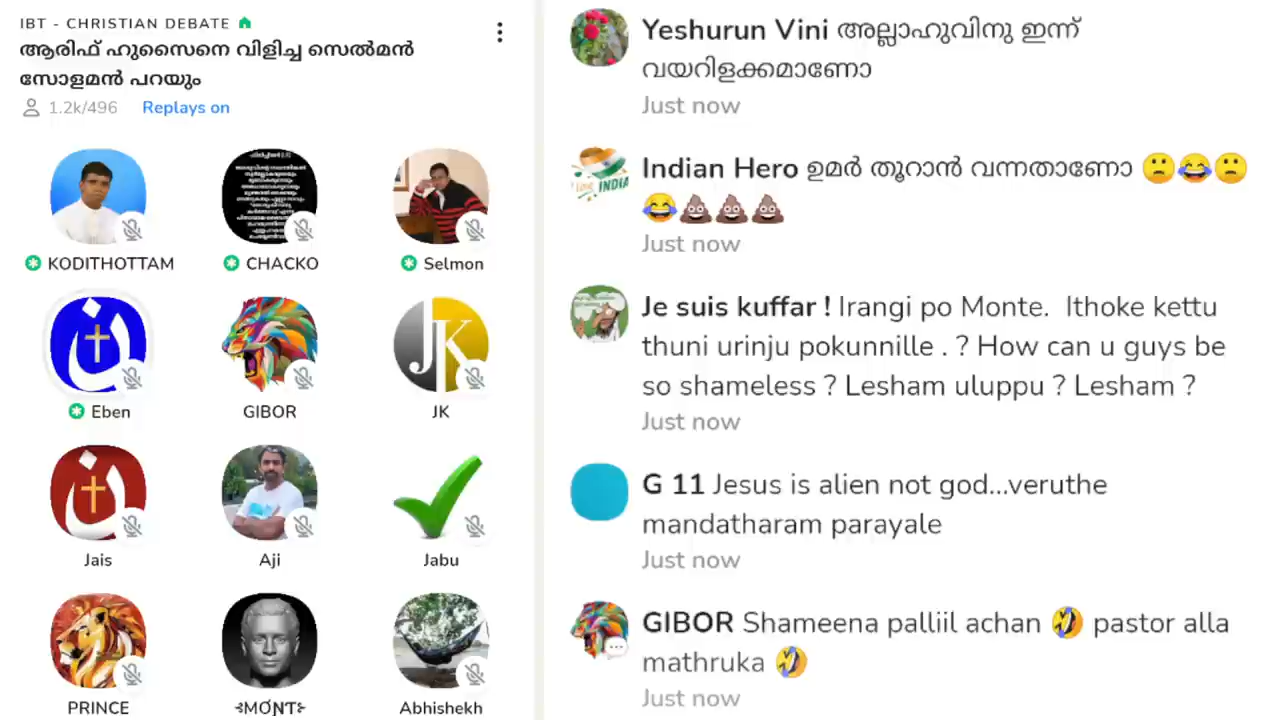 IBT - CHRISTIAN DEBATE
ആരിഫ് ഹുസൈനെ വിളിച്ച സെൽമൻ
സോളമൻ പറയും
1.2k/496 Replays on
KODITHOTTAM CHACKO Selmon
Eben GIBOR JK
Jais Aji Jabu
PRINCE Abhishekh
Yeshurun Vini അല്ലാഹുവിനു ഇന്ന്
വയറിളക്കമാണോ
Just now
Indian Hero ഉമർ തൂറാൻ വന്നതാണോ 🙁😂🙁
😂💩💩💩
Just now
Je suis kuffar ! Irangi po Monte. Ithoke kettu
thuni urinju pokunnille . ? How can u guys be
so shameless ? Lesham uluppu ? Lesham ?
Just now
G 11 Jesus is alien not god...veruthe
mandatharam parayale
Just now
GIBOR Shameena palliil achan 🤣 pastor alla
mathruka 🤣
Just now